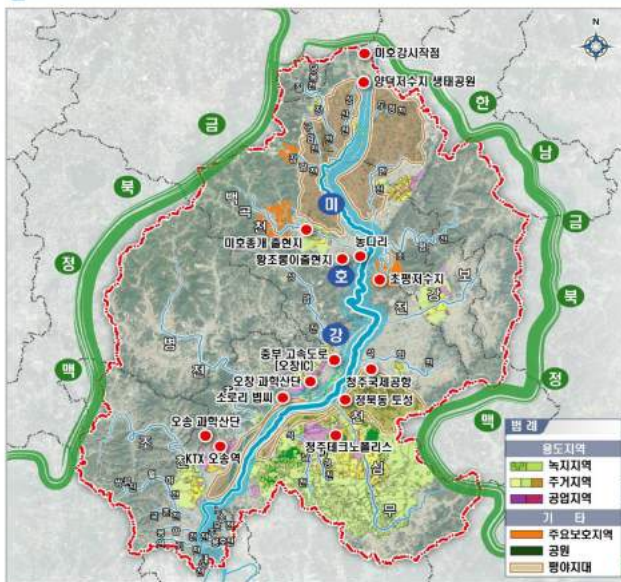 N
미호강시작점
양덕저수지 생태공원
한
남
금
북
정
맥
금
북
정
맥
미
호
강
백
곡
천
미호종개 출현지
농다리
황조롱이출현지
초평저수지
보
강
천
병
천
중부 고속도로
[오창IC]
오창 과학산단
청주국제공항
소로리 볍씨
정북동 토성
오송 과학산단
KTX 오송역
청주테크노폴리스
조
천
무
심
천
범 례
용도지역
녹지지역
주거지역
공업지역
기 타
주요보호지역
공원
평야지대